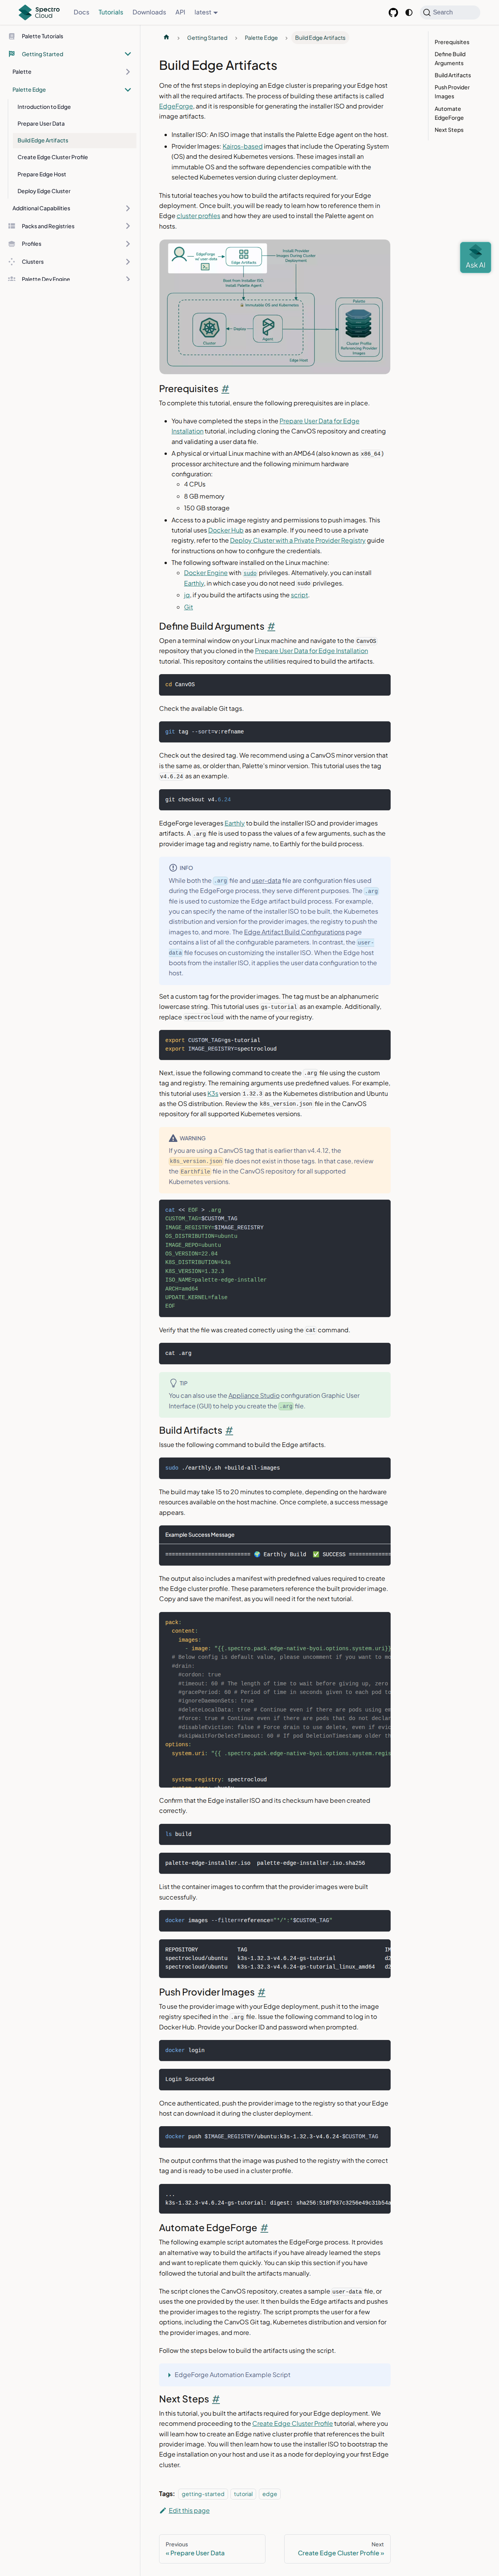 Spectro Cloud
Docs
Tutorials
Downloads
API
latest
Search
Palette Tutorials
Getting Started
Palette
Palette Edge
Introduction to Edge
Prepare User Data
Build Edge Artifacts
Create Edge Cluster Profile
Prepare Edge Host
Deploy Edge Cluster
Additional Capabilities
Packs and Registries
Profiles
Clusters
Palette Dev Engine
Getting Started
Palette Edge
Build Edge Artifacts
Prerequisites
Define Build Arguments
Build Artifacts
Push Provider Images
Automate EdgeForge
Next Steps
Ask AI
Build Edge Artifacts
One of the first steps in deploying an Edge cluster is preparing your Edge host with all the required artifacts. The process of building these artifacts is called EdgeForge, and it is responsible for generating the installer ISO and provider image artifacts.
Installer ISO: An ISO image that installs the Palette Edge agent on the host.
Provider Images: Kairos-based images that include the Operating System (OS) and the desired Kubernetes versions. These images install immutable OS and the software dependencies compatible with the selected Kubernetes version during cluster deployment.
This tutorial teaches you how to build the artifacts required for your Edge deployment. Once built, you will be ready to learn how to reference them in Edge cluster profiles and how they are used to install the Palette agent on hosts.
EdgeForge
w/
Edge Artifacts
Install Provider Images During Cluster Deployment
Boot from Installer ISO, Install Agent
Palette
Cluster
Deploy
Agent
Cluster Profile Referencing Provider Images
Edge Host
Prerequisites #
To complete this tutorial, ensure the following prerequisites are in place.
You have completed the steps in the Prepare User Data for Edge Installation tutorial, including cloning the CanvOS repository and creating and validating a user data file.
A physical or virtual Linux machine with an AMD64 (also known as x86_64) processor architecture and the following minimum hardware configuration:
4 CPUs
8 GB memory
150 GB storage
Access to a public image registry and permissions to push images. This tutorial uses Docker Hub as an example. If you need to use a private registry, refer to the Deploy Cluster with a Private Provider Registry guide for instructions on how to configure the credentials.
The following software installed on the Linux machine:
Docker Engine with sudo privileges. Alternatively, you can install Earthly, in which case you do not need sudo privileges.
jq, if you build the artifacts using the script.
Git
Define Build Arguments #
Open a terminal window on your Linux machine and navigate to the CanvOS repository that you cloned in the Prepare User Data for Edge Installation tutorial. This repository contains the utilities required to build the artifacts.
cd CanvOS
Check the available Git tags.
git tag --sort=v:refname
Check out the desired tag. We recommend using a CanvOS minor version that is the same as, or older than, Palette's minor version. This tutorial uses the tag v4.6.24 as an example.
git checkout v4.6.24
EdgeForge leverages Earthly to build the installer ISO and provider images artifacts. A .arg file is used to pass the values of a few arguments, such as the provider image tag and registry name, to Earthly for the build process.
INFO
While both the .arg file and user-data file are configuration files used during the EdgeForge process, they serve different purposes. The .arg file is used to customize the Edge artifact build process. For example, you can specify the name of the installer ISO to be built, the Kubernetes distribution and version for the provider images, the registry to push the images to, and more. The Edge Artifact Build Configurations page contains a list of all the configurable parameters. In contrast, the user-data file focuses on customizing the installer ISO. When the Edge host boots from the installer ISO, it applies the user data configuration to the host.
Set a custom tag for the provider images. The tag must be an alphanumeric lowercase string. This tutorial uses gs-tutorial as an example. Additionally, replace spectrocloud with the name of your registry.
export CUSTOM_TAG=gs-tutorial
export IMAGE_REGISTRY=spectrocloud
Next, issue the following command to create the .arg file using the custom tag and registry. The remaining arguments use predefined values. For example, this tutorial uses K3s version 1.32.3 as the Kubernetes distribution and Ubuntu as the OS distribution. Review the k8s_version.json file in the CanvOS repository for all supported Kubernetes versions.
WARNING
If you are using a CanvOS tag that is earlier than v4.4.12, the k8s_version.json file does not exist in those tags. In that case, review the Earthfile file in the CanvOS repository for all supported Kubernetes versions.
cat << EOF > .arg
CUSTOM_TAG=$CUSTOM_TAG
IMAGE_REGISTRY=$IMAGE_REGISTRY
OS_DISTRIBUTION=ubuntu
IMAGE_REPO=ubuntu
OS_VERSION=22.04
K8S_DISTRIBUTION=k3s
K8S_VERSION=1.32.3
ISO_NAME=palette-edge-installer
ARCH=amd64
UPDATE_KERNEL=false
EOF
Verify that the file was created correctly using the cat command.
cat .arg
TIP
You can also use the Appliance Studio configuration Graphic User Interface (GUI) to help you create the .arg file.
Build Artifacts #
Issue the following command to build the Edge artifacts.
sudo ./earthly.sh +build-all-images
The build may take 15 to 20 minutes to complete, depending on the hardware resources available on the host machine. Once complete, a success message appears.
Example Success Message
========================== 🌍 Earthly Build ✅ SUCCESS =============
The output also includes a manifest with predefined values required to create the Edge cluster profile. These parameters reference the built provider image. Copy and save the manifest, as you will need it for the next tutorial.
pack:
content:
images:
- image: "{{.spectro.pack.edge-native-byoi.options.system.uri}}
# Below config is default value, please uncomment if you want to mo
#drain:
#cordon: true
#timeout: 60 # The length of time to wait before giving up, zero
#gracePeriod: 60 # Period of time in seconds given to each pod to
#ignoreDaemonSets: true
#deleteLocalData: true # Continue even if there are pods using em
#force: true # Continue even if there are pods that do not declar
#disableEviction: false # Force drain to use delete, even if evic
#skipWaitForDeleteTimeout: 60 # If pod DeletionTimestamp older th
options:
system.uri: "{{ .spectro.pack.edge-native-byoi.options.system.regis
system.registry: spectrocloud
Confirm that the Edge installer ISO and its checksum have been created correctly.
ls build
palette-edge-installer.iso palette-edge-installer.iso.sha256
List the container images to confirm that the provider images were built successfully.
docker images --filter=reference="*/*:*$CUSTOM_TAG*"
REPOSITORY TAG IM
spectrocloud/ubuntu k3s-1.32.3-v4.6.24-gs-tutorial d2
spectrocloud/ubuntu k3s-1.32.3-v4.6.24-gs-tutorial_linux_amd64 d2
Push Provider Images #
To use the provider image with your Edge deployment, push it to the image registry specified in the .arg file. Issue the following command to log in to Docker Hub. Provide your Docker ID and password when prompted.
docker login
Login Succeeded
Once authenticated, push the provider image to the registry so that your Edge host can download it during the cluster deployment.
docker push $IMAGE_REGISTRY/ubuntu:k3s-1.32.3-v4.6.24-$CUSTOM_TAG
The output confirms that the image was pushed to the registry with the correct tag and is ready to be used in a cluster profile.
...
k3s-1.32.3-v4.6.24-gs-tutorial: digest: sha256:518f937c3256e49c31b54a
Automate EdgeForge #
The following example script automates the EdgeForge process. It provides an alternative way to build the artifacts if you have already learned the steps and want to replicate them quickly. You can skip this section if you have followed the tutorial and built the artifacts manually.
The script clones the CanvOS repository, creates a sample user-data file, or uses the one provided by the user. It then builds the Edge artifacts and pushes the provider images to the registry. The script prompts the user for a few options, including the CanvOS Git tag, Kubernetes distribution and version for the provider images, and more.
Follow the steps below to build the artifacts using the script.
EdgeForge Automation Example Script
Next Steps #
In this tutorial, you built the artifacts required for your Edge deployment. We recommend proceeding to the Create Edge Cluster Profile tutorial, where you will learn how to create an Edge native cluster profile that references the built provider image. You will then learn how to use the installer ISO to bootstrap the Edge installation on your host and use it as a node for deploying your first Edge cluster.
Tags:
getting-started
tutorial
edge
Edit this page
Previous
« Prepare User Data
Next
Create Edge Cluster Profile »